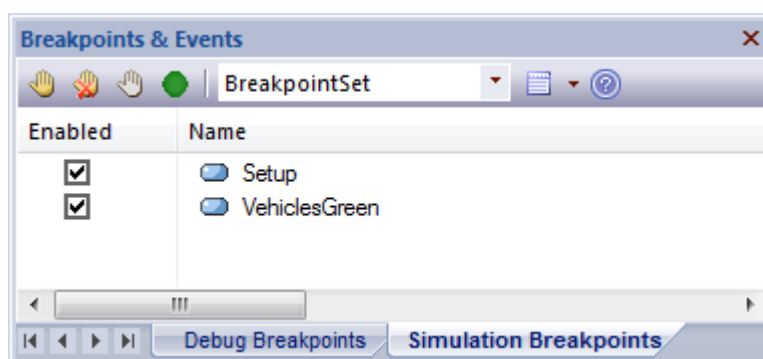 Breakpoints & Events
BreakpointSet
Enabled Name
Setup
VehiclesGreen
Debug Breakpoints Simulation Breakpoints